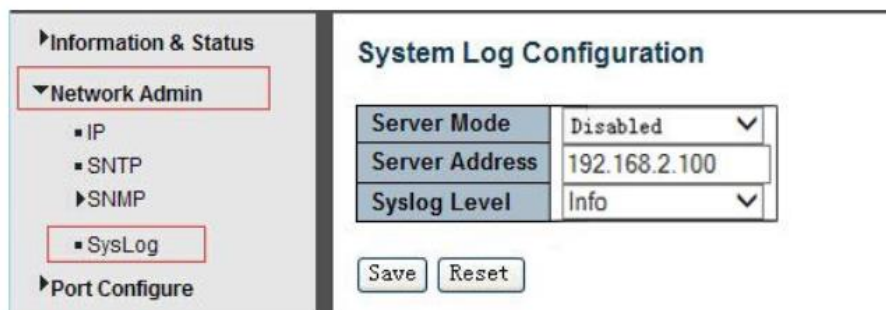 Information & Status
Network Admin
IP
SNTP
SNMP
SysLog
Port Configure
System Log Configuration
Server Mode Disabled
Server Address 192.168.2.100
Syslog Level Info
Save Reset